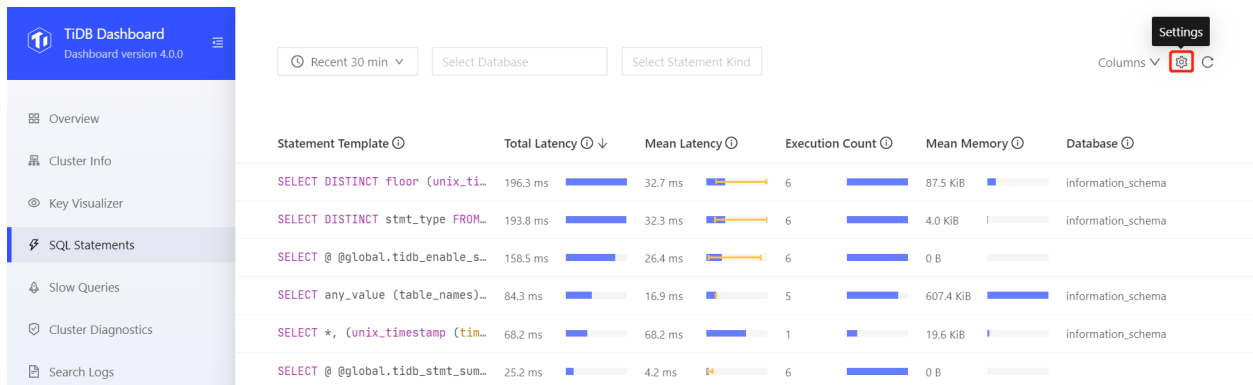 TiDB Dashboard
Dashboard version 4.0.0
Overview
Cluster Info
Key Visualizer
SQL Statements
Slow Queries
Cluster Diagnostics
Search Logs
Settings
Recent 30 min Select Database Select Statement Kind Columns
Statement Template Total Latency Mean Latency Execution Count Mean Memory Database
SELECT DISTINCT floor (unix_ti… 196.3 ms 32.7 ms 6 87.5 KiB information_schema
SELECT DISTINCT stmt_type FROM… 193.8 ms 32.3 ms 6 4.0 KiB information_schema
SELECT @ @global.tidb_enable_s… 158.5 ms 26.4 ms 6 0 B
SELECT any_value (table_names)… 84.3 ms 16.9 ms 5 607.4 KiB information_schema
SELECT *, (unix_timestamp (tim… 68.2 ms 68.2 ms 1 19.6 KiB information_schema
SELECT @ @global.tidb_stmt_sum… 25.2 ms 4.2 ms 6 0 B